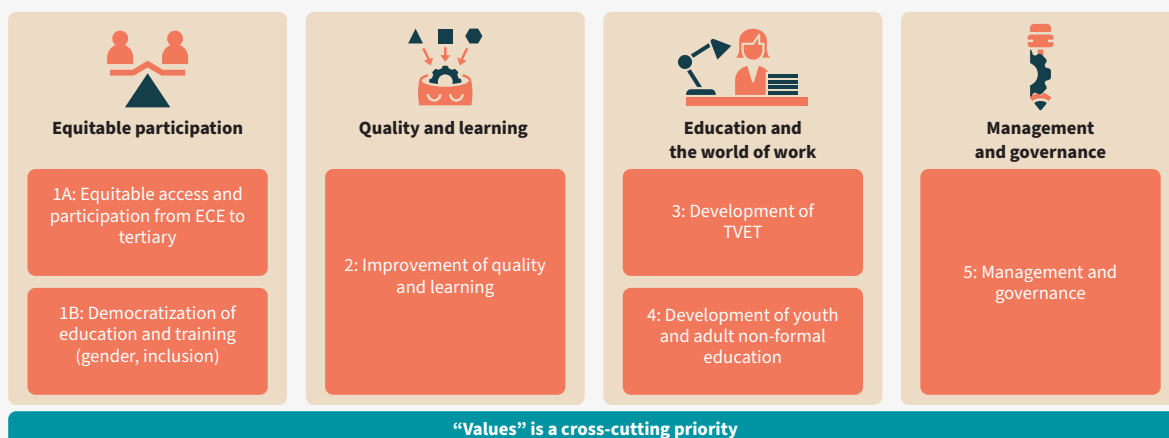 Equitable participation
1A: Equitable access and
participation from ECE to
tertiary
1B: Democratization of
education and training
(gender, inclusion)
Quality and learning
2: Improvement of quality
and learning
Education and
the world of work
3: Development of
TVET
4: Development of youth
and adult non-formal
education
Management
and governance
5: Management and
governance
“Values” is a cross-cutting priority